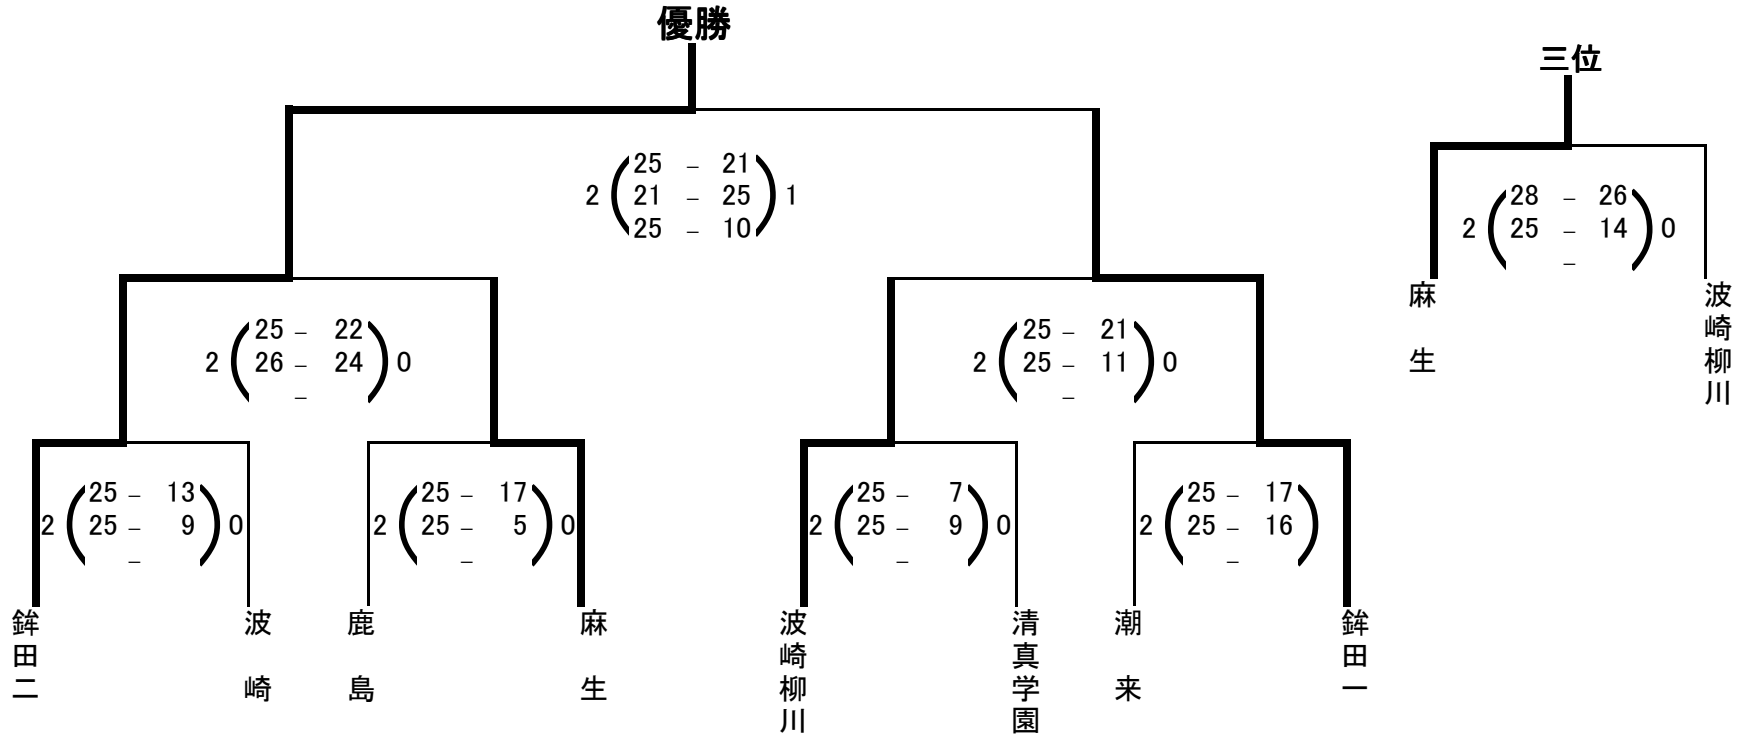 優勝
三位
25 － 21
2 ( 21 － 25 ) 1
25 － 10
28 － 26
2 ( 25 － 14 ) 0
－
麻生
波崎柳川
25 － 22
2 ( 26 － 24 ) 0
－
25 － 21
2 ( 25 － 11 ) 0
－
25 － 13
2 ( 25 － 9 ) 0
－
25 － 17
2 ( 25 － 5 ) 0
－
25 － 7
2 ( 25 － 9 ) 0
－
25 － 17
2 ( 25 － 16 )
－
鉾田二
波崎
鹿島
麻生
波崎柳川
清真学園
潮来
鉾田一